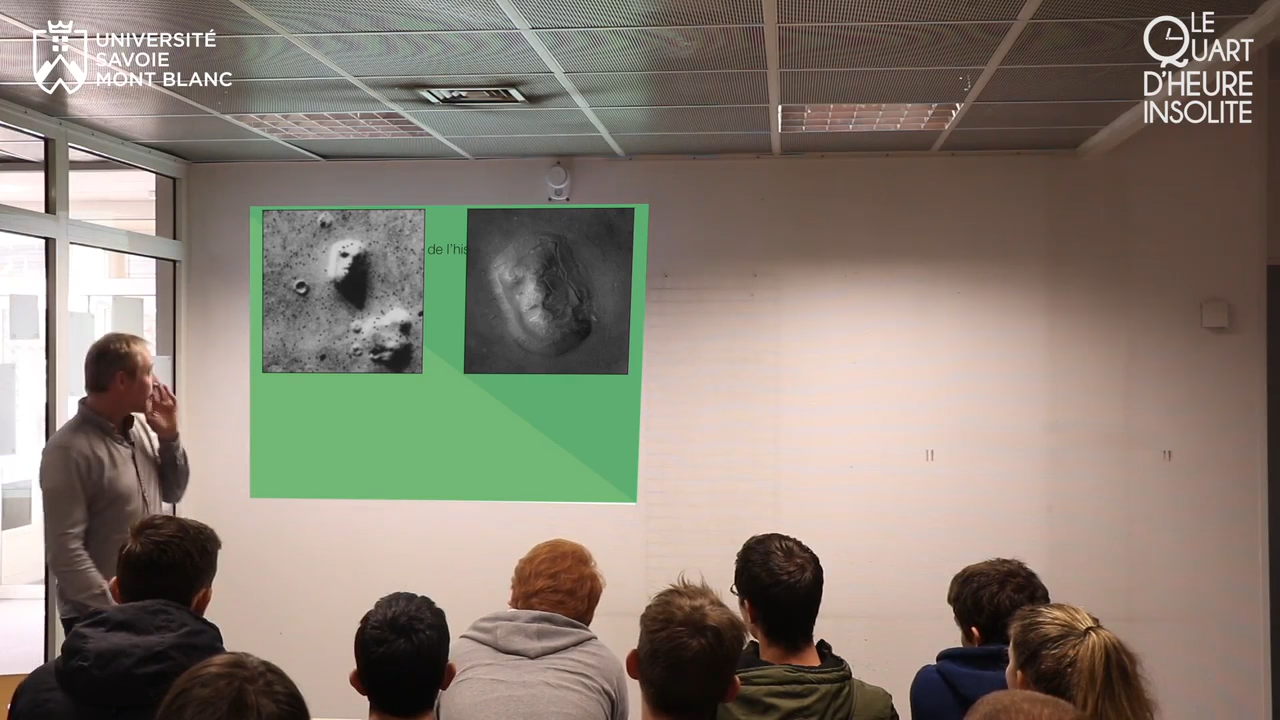 UNIVERSITÉ
SAVOIE
MONT BLANC
LE
QUART
D'HEURE
INSOLITE
de l'his